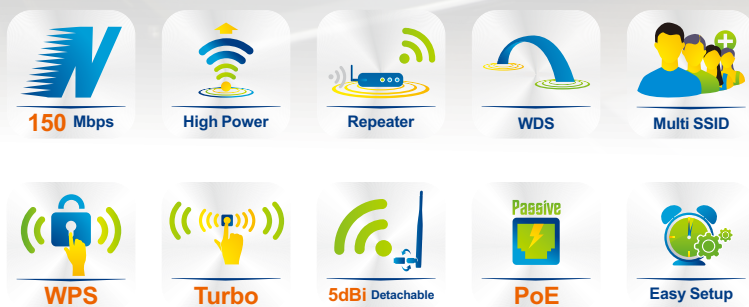 150 Mbps
High Power
Repeater
WDS
Multi SSID
WPS
Turbo
5dBi Detachable
Passive
PoE
Easy Setup